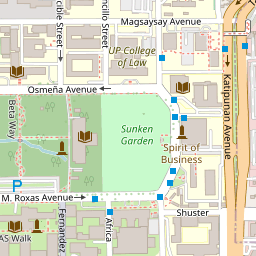 Magsaysay Avenue
cible Street
ncillo Street
UP College
of Law
Osmeña Avenue
Katipunan Avenue
Beta Way
Sunken
Garden
Spirit of
Business
P
M. Roxas Avenue
Fernandez
Africa
Shuster
AS Walk